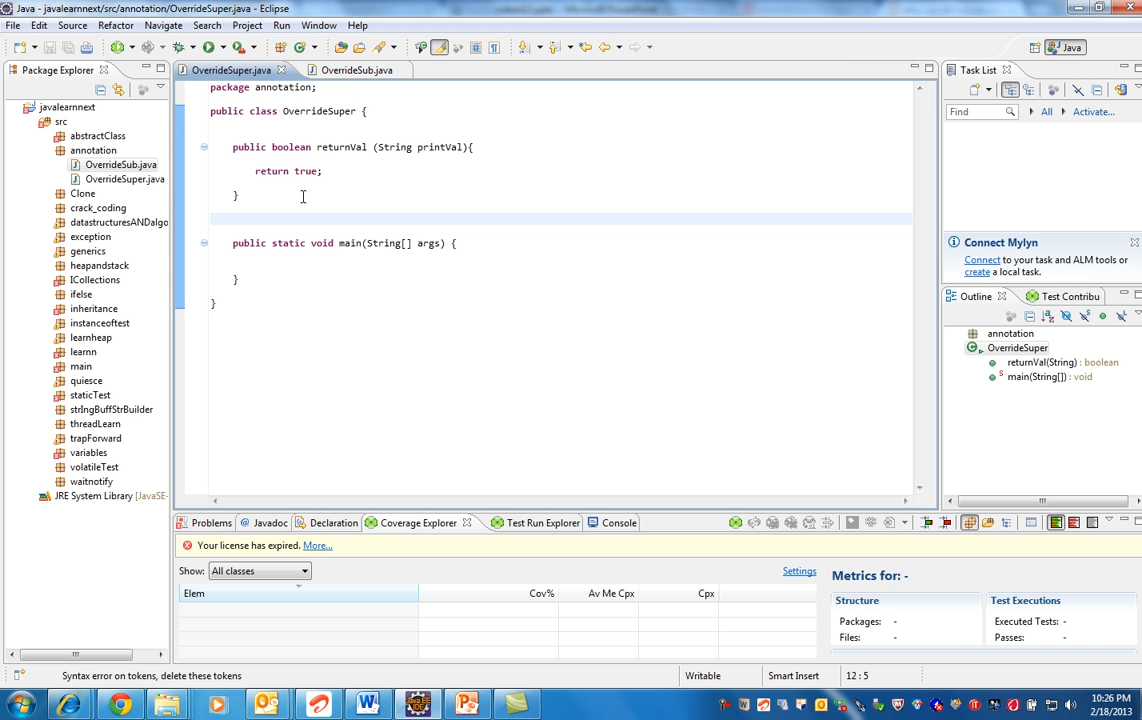 Java - javalearnnext/src/annotation/OverrideSuper.java - Eclipse
File Edit Source Refactor Navigate Search Project Run Window Help
Java
Package Explorer
javalearnnext
src
abstractClass
annotation
OverrideSub.java
OverrideSuper.java
Clone
crack_coding
datastructuresANDalgo
exception
generics
heapandstack
ICollections
ifelse
inheritance
instanceoftest
learnheap
learnn
main
quiesce
staticTest
strIngBuffStrBuilder
threadLearn
trapForward
variables
volatileTest
waitnotify
JRE System Library [JavaSE-
OverrideSuper.java OverrideSub.java
package annotation;
public class OverrideSuper {
public boolean returnVal (String printVal){
return true;
}
public static void main(String[] args) {
}
}
Task List
Find All Activate...
Connect Mylyn
Connect to your task and ALM tools or
create a local task.
Outline Test Contribu
annotation
OverrideSuper
returnVal(String) : boolean
main(String[]) : void
Problems Javadoc Declaration Coverage Explorer Test Run Explorer Console
Your license has expired. More...
Show: All classes Settings
Elem Cov% Av Me Cpx Cpx
Metrics for: -
Structure
Packages: -
Files: -
Test Executions
Executed Tests: -
Passes: -
Syntax error on tokens, delete these tokens Writable Smart Insert 12 : 5
10:26 PM
2/18/2013